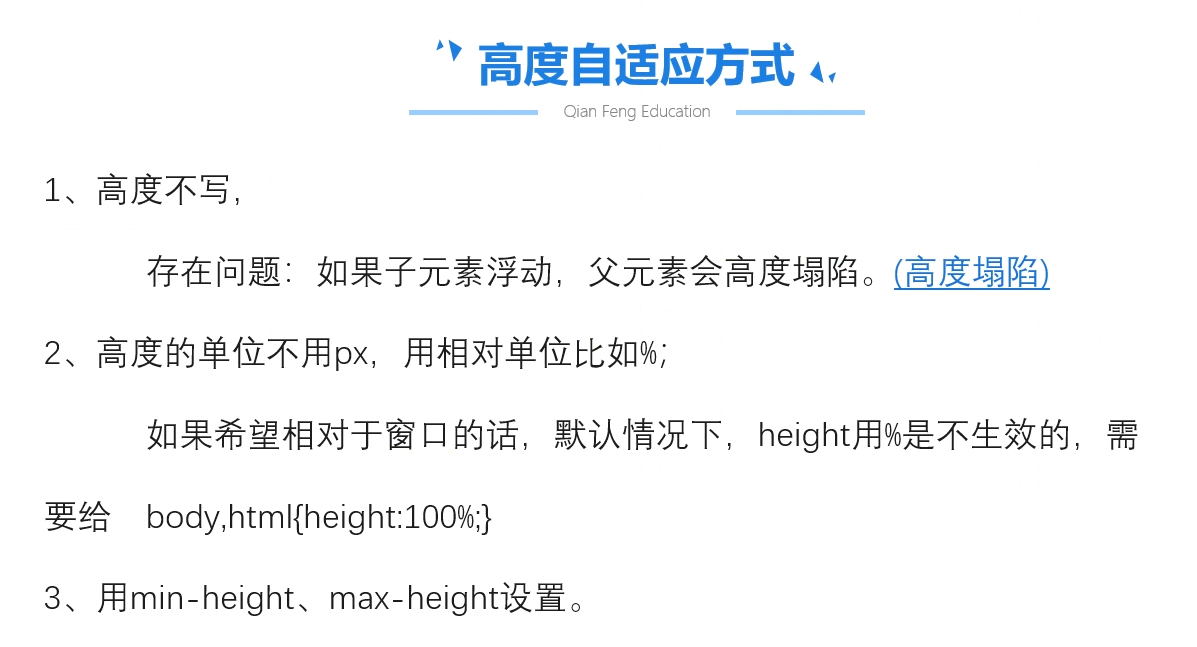 高度自适应方式
Qian Feng Education
1、高度不写,
存在问题：如果子元素浮动，父元素会高度塌陷。(高度塌陷)
2、高度的单位不用px，用相对单位比如%;
如果希望相对于窗口的话，默认情况下，height用%是不生效的，需
要给 body,html{height:100%;}
3、用min-height、max-height设置。